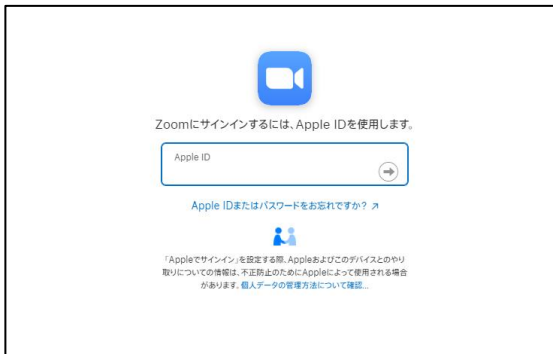 Zoomにサインインするには、Apple IDを使用します。
Apple ID
Apple IDまたはパスワードをお忘れですか? ↗
「Appleでサインイン」を設定する際、Appleおよびこのデバイスとのやり
取りについての情報は、不正防止のためにAppleによって使用される場合
があります。個人データの管理方法について確認...